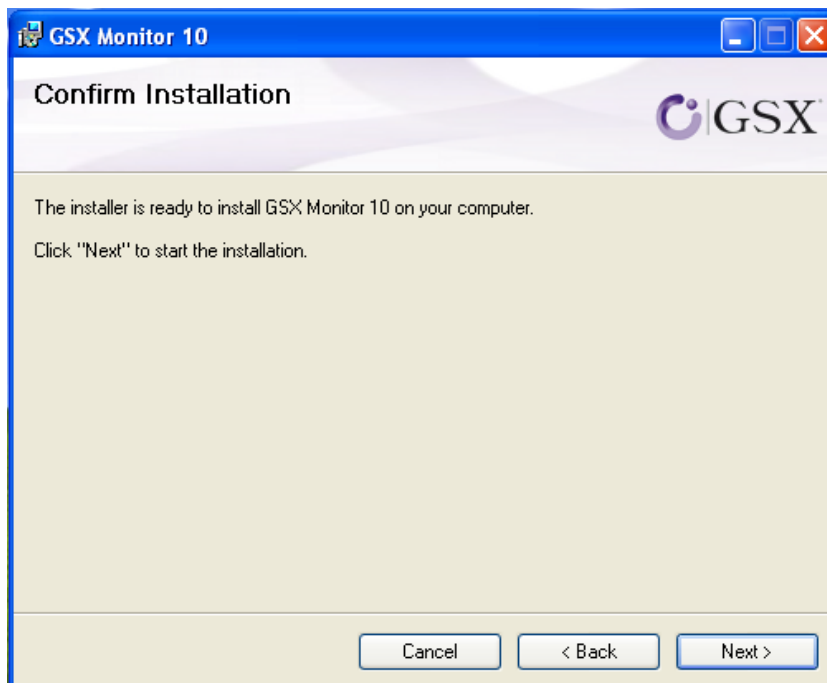 GSX Monitor 10
Confirm Installation
GSX
The installer is ready to install GSX Monitor 10 on your computer.
Click "Next" to start the installation.
Cancel
< Back
Next >